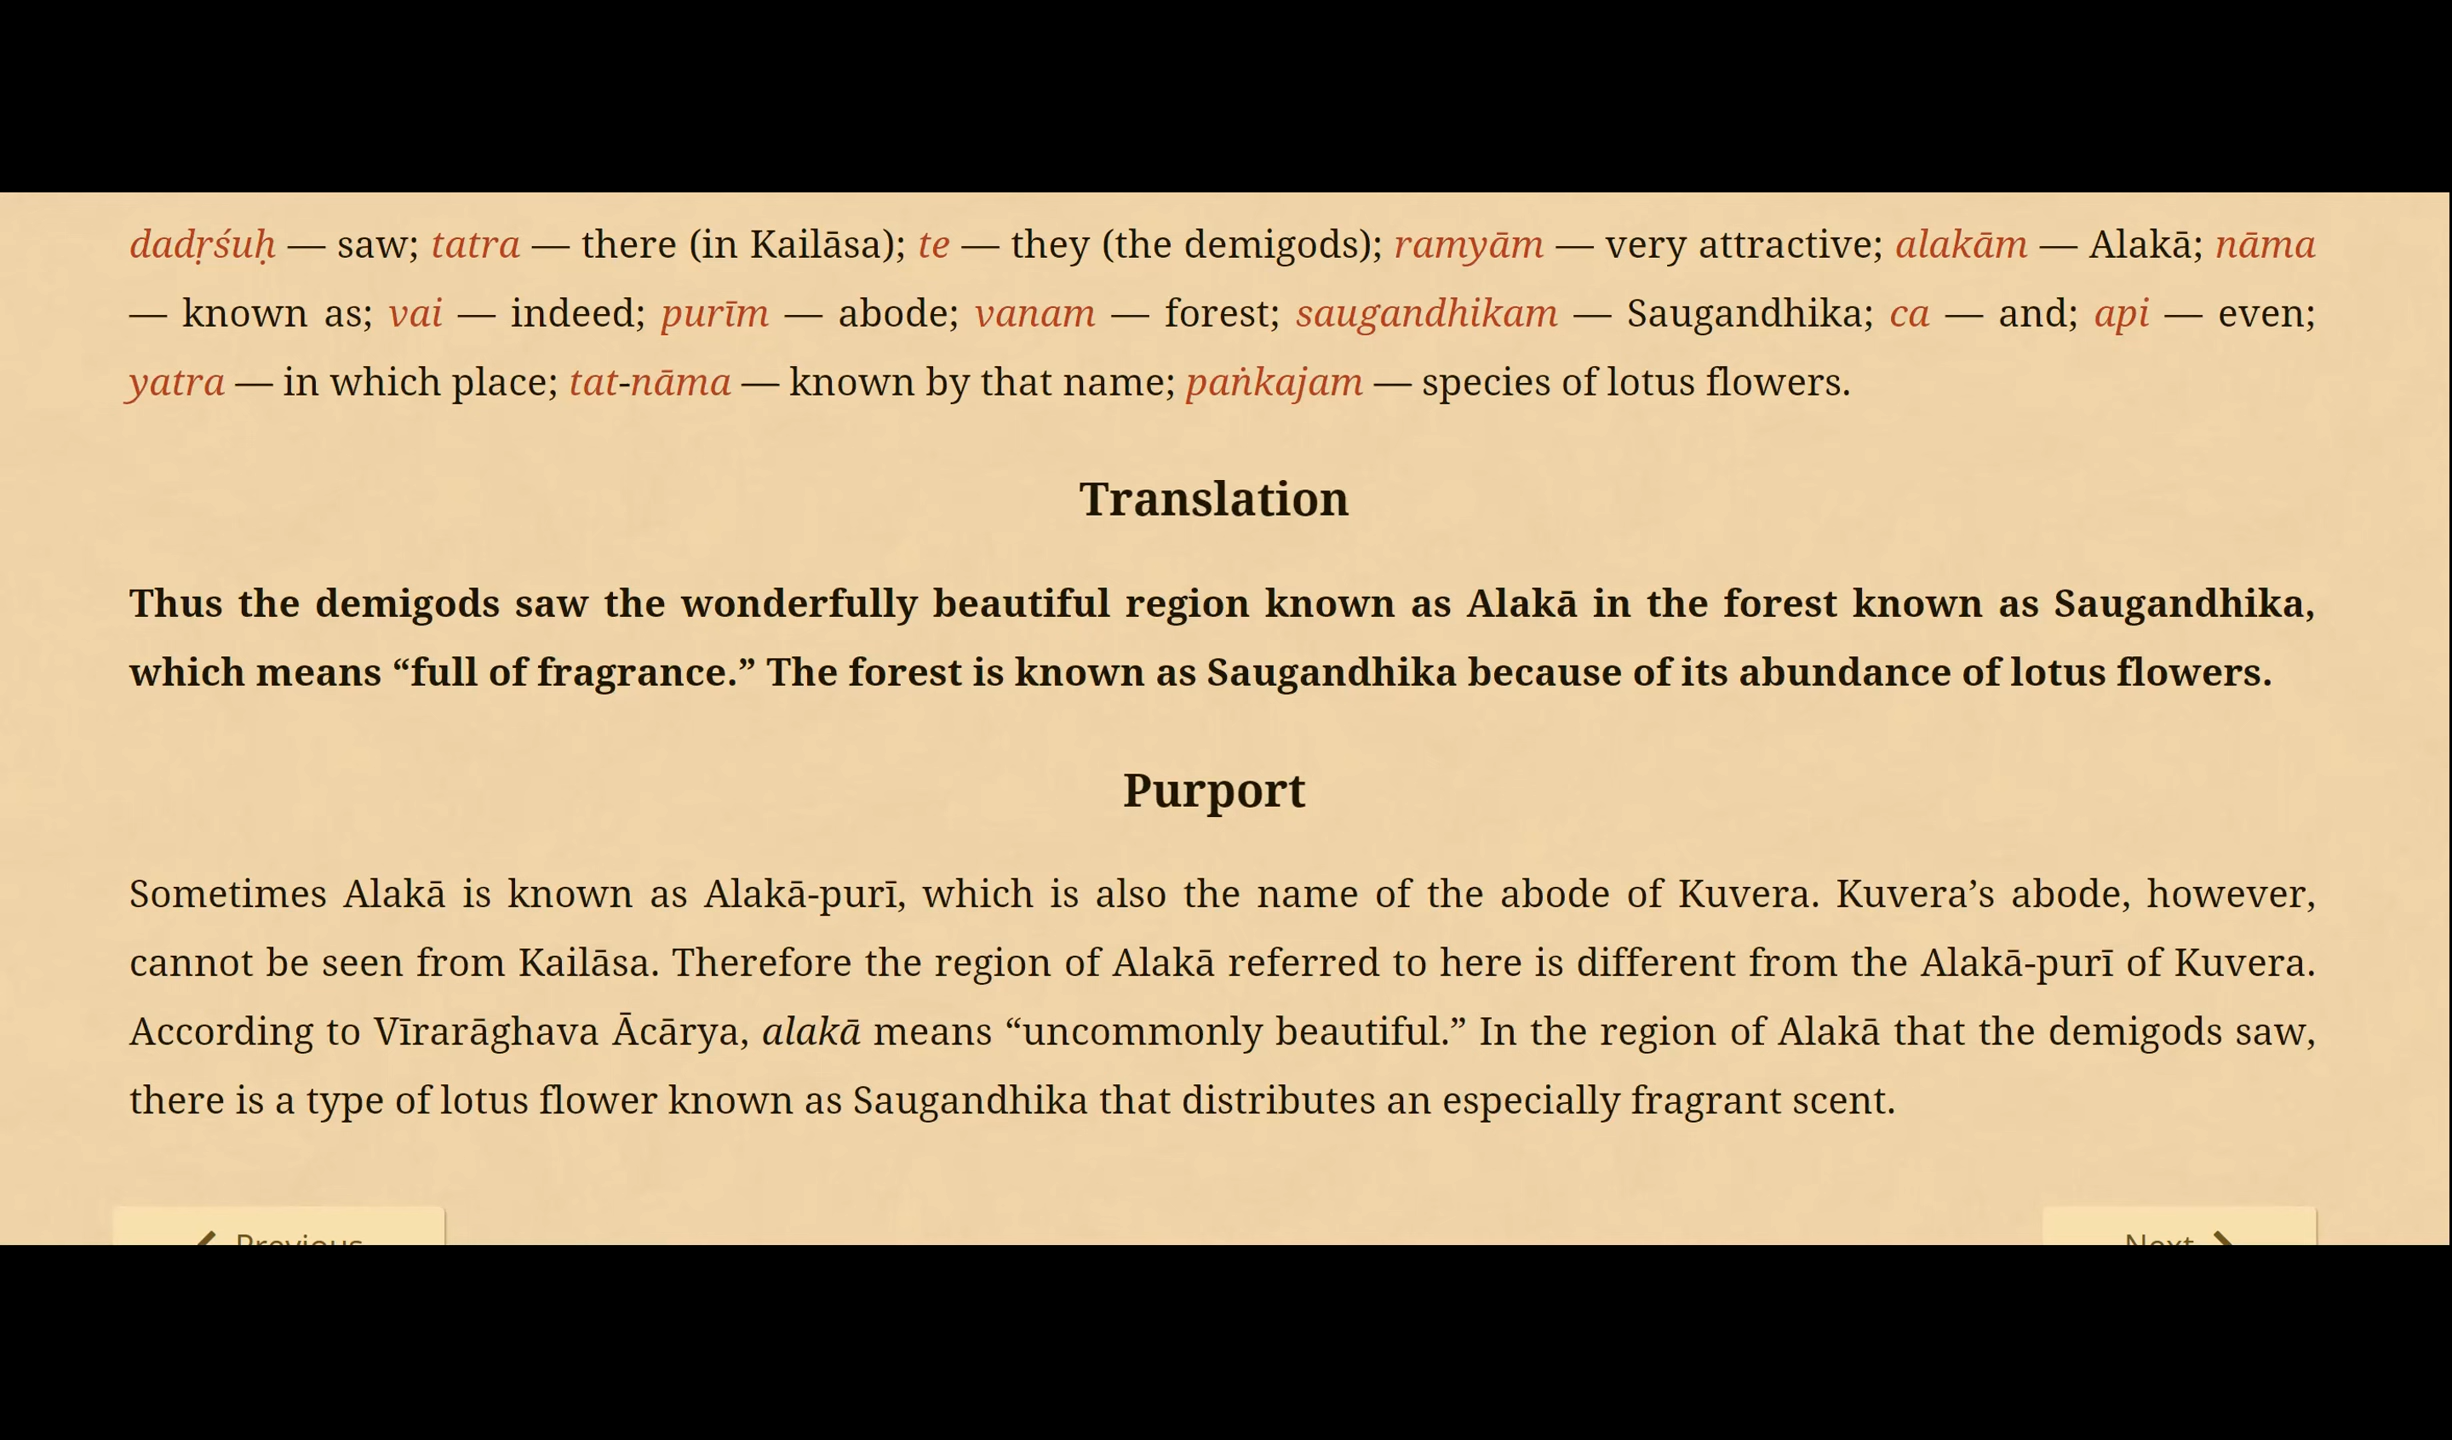 dadṛśuḥ — saw; tatra — there (in Kailāsa); te — they (the demigods); ramyām — very attractive; alakām — Alakā; nāma
— known as; vai — indeed; purīm — abode; vanam — forest; saugandhikam — Saugandhika; ca — and; api — even;
yatra — in which place; tat-nāma — known by that name; paṅkajam — species of lotus flowers.
Translation
Thus the demigods saw the wonderfully beautiful region known as Alakā in the forest known as Saugandhika,
which means “full of fragrance.” The forest is known as Saugandhika because of its abundance of lotus flowers.
Purport
Sometimes Alakā is known as Alakā-purī, which is also the name of the abode of Kuvera. Kuvera’s abode, however,
cannot be seen from Kailāsa. Therefore the region of Alakā referred to here is different from the Alakā-purī of Kuvera.
According to Vīrarāghava Ācārya, alakā means “uncommonly beautiful.” In the region of Alakā that the demigods saw,
there is a type of lotus flower known as Saugandhika that distributes an especially fragrant scent.
Previous
Next